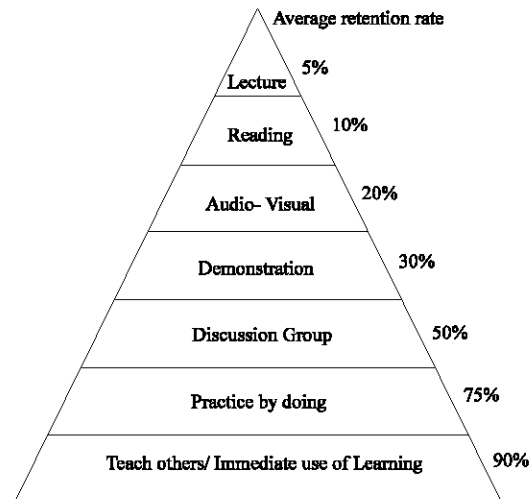 Average retention rate
5%
Lecture
10%
Reading
20%
Audio- Visual
30%
Demonstration
50%
Discussion Group
75%
Practice by doing
90%
Teach others/ Immediate use of Learning